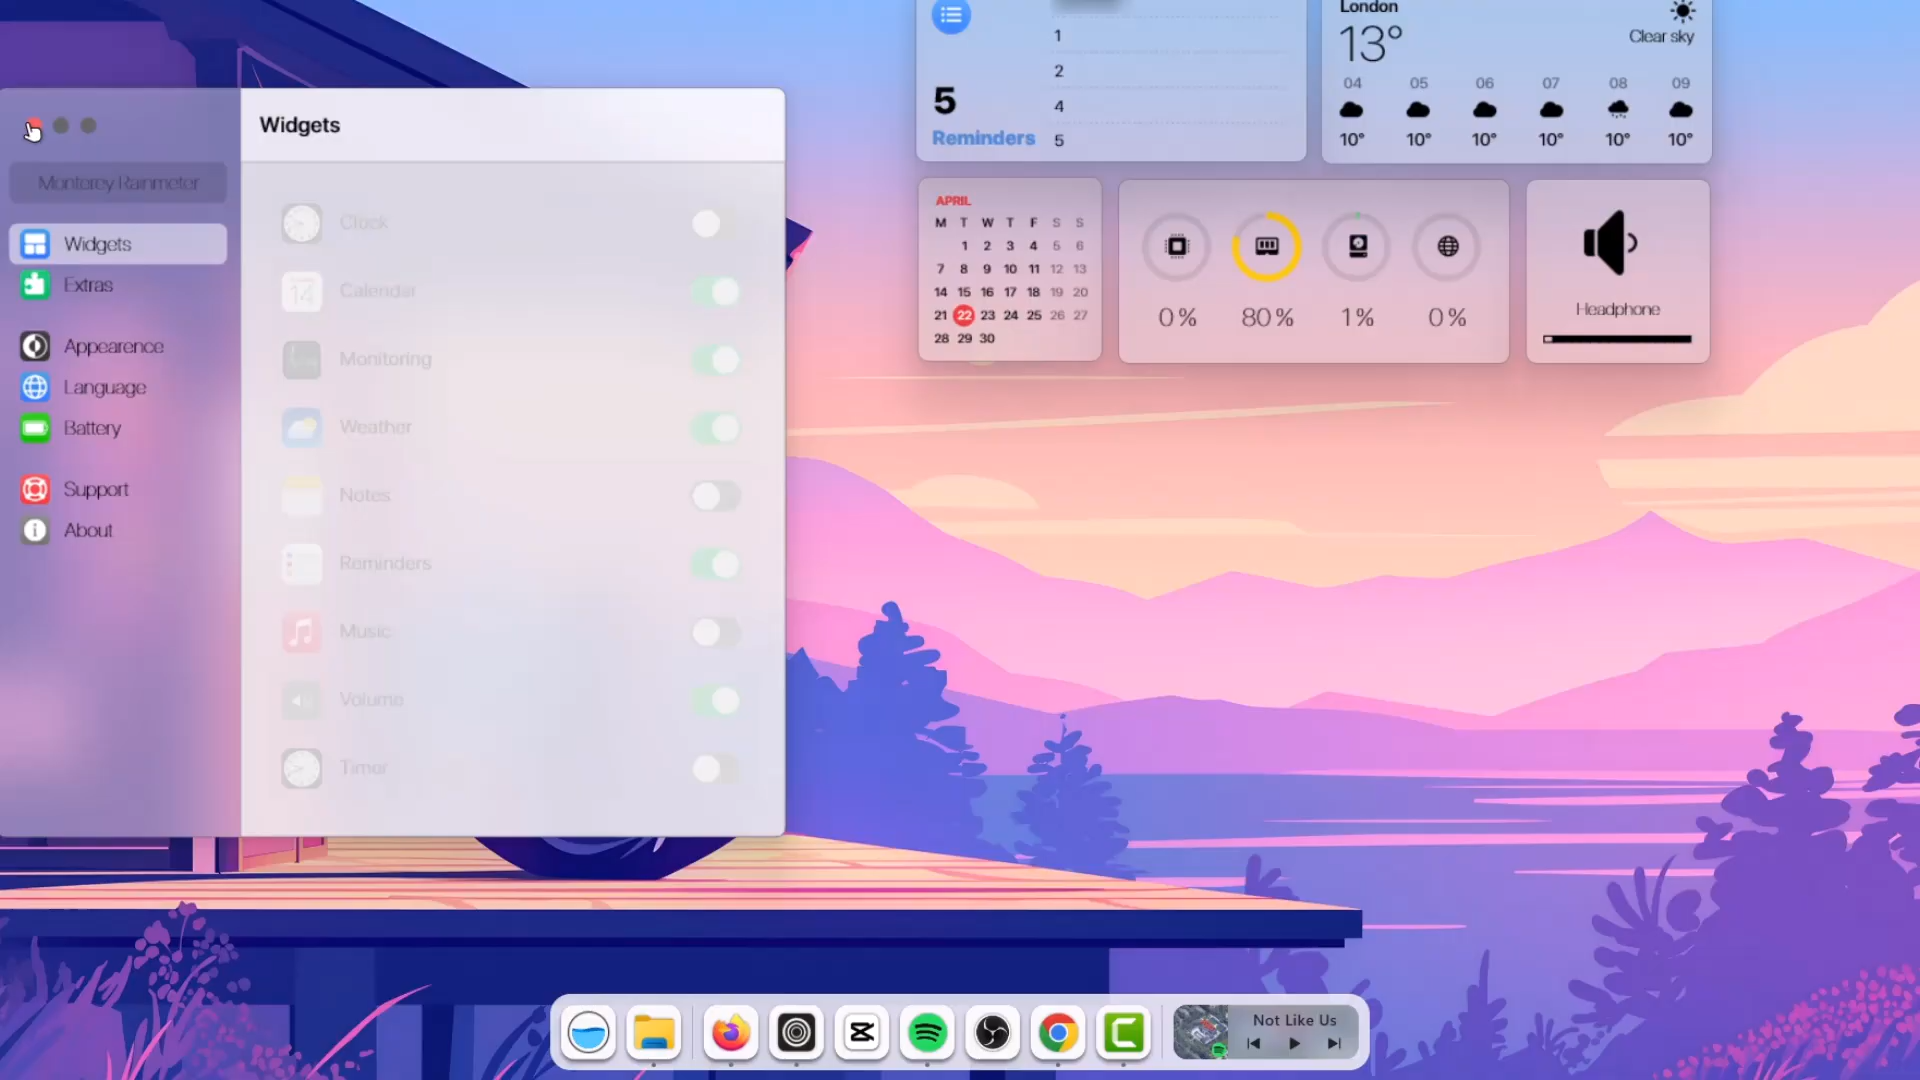 Widgets
Monterey Rainmeter
Widgets
Extras
Appearence
Language
Battery
Support
About
Clock
Calendar
14
Monitoring
Weather
Notes
Reminders
Music
Volume
Timer
1
2
4
5
5
Reminders
London
13°
Clear sky
04 05 06 07 08 09
10° 10° 10° 10° 10° 10°
APRIL
M T W T F S S
1 2 3 4 5 6
7 8 9 10 11 12 13
14 15 16 17 18 19 20
21 22 23 24 25 26 27
28 29 30
0% 80% 1% 0%
Headphone
Not Like Us